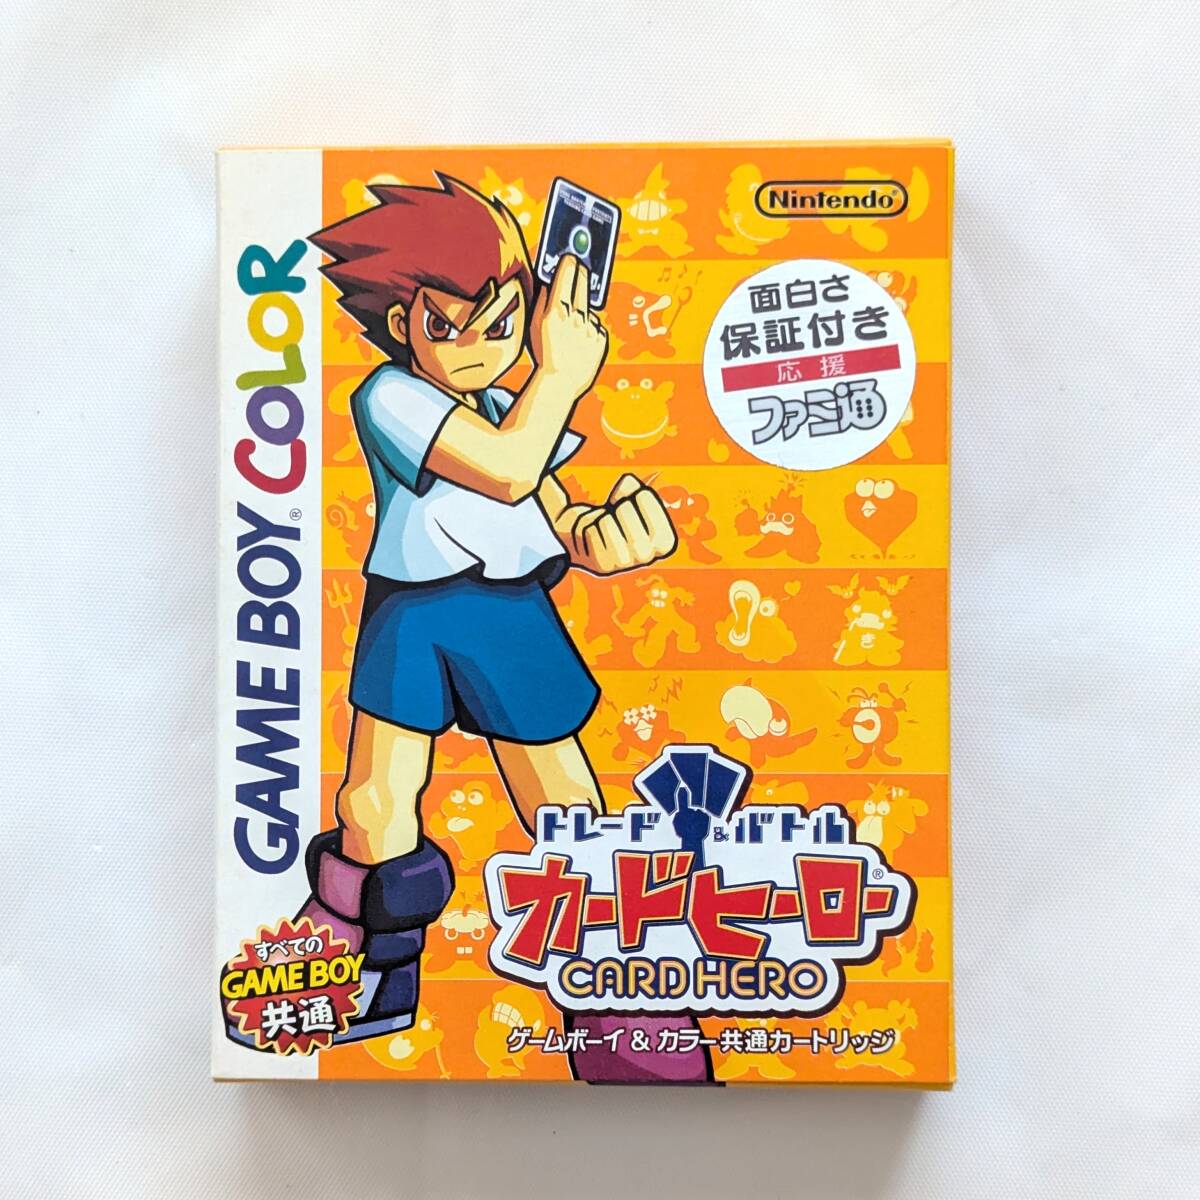 GAME BOY® COLOR
Nintendo®
面白さ
保証付き
応援
ファミ通
トレード&バトル
カードヒーロー®
CARD HERO
ゲームボーイ & カラー共通カートリッジ
すべての
GAME BOY
共通